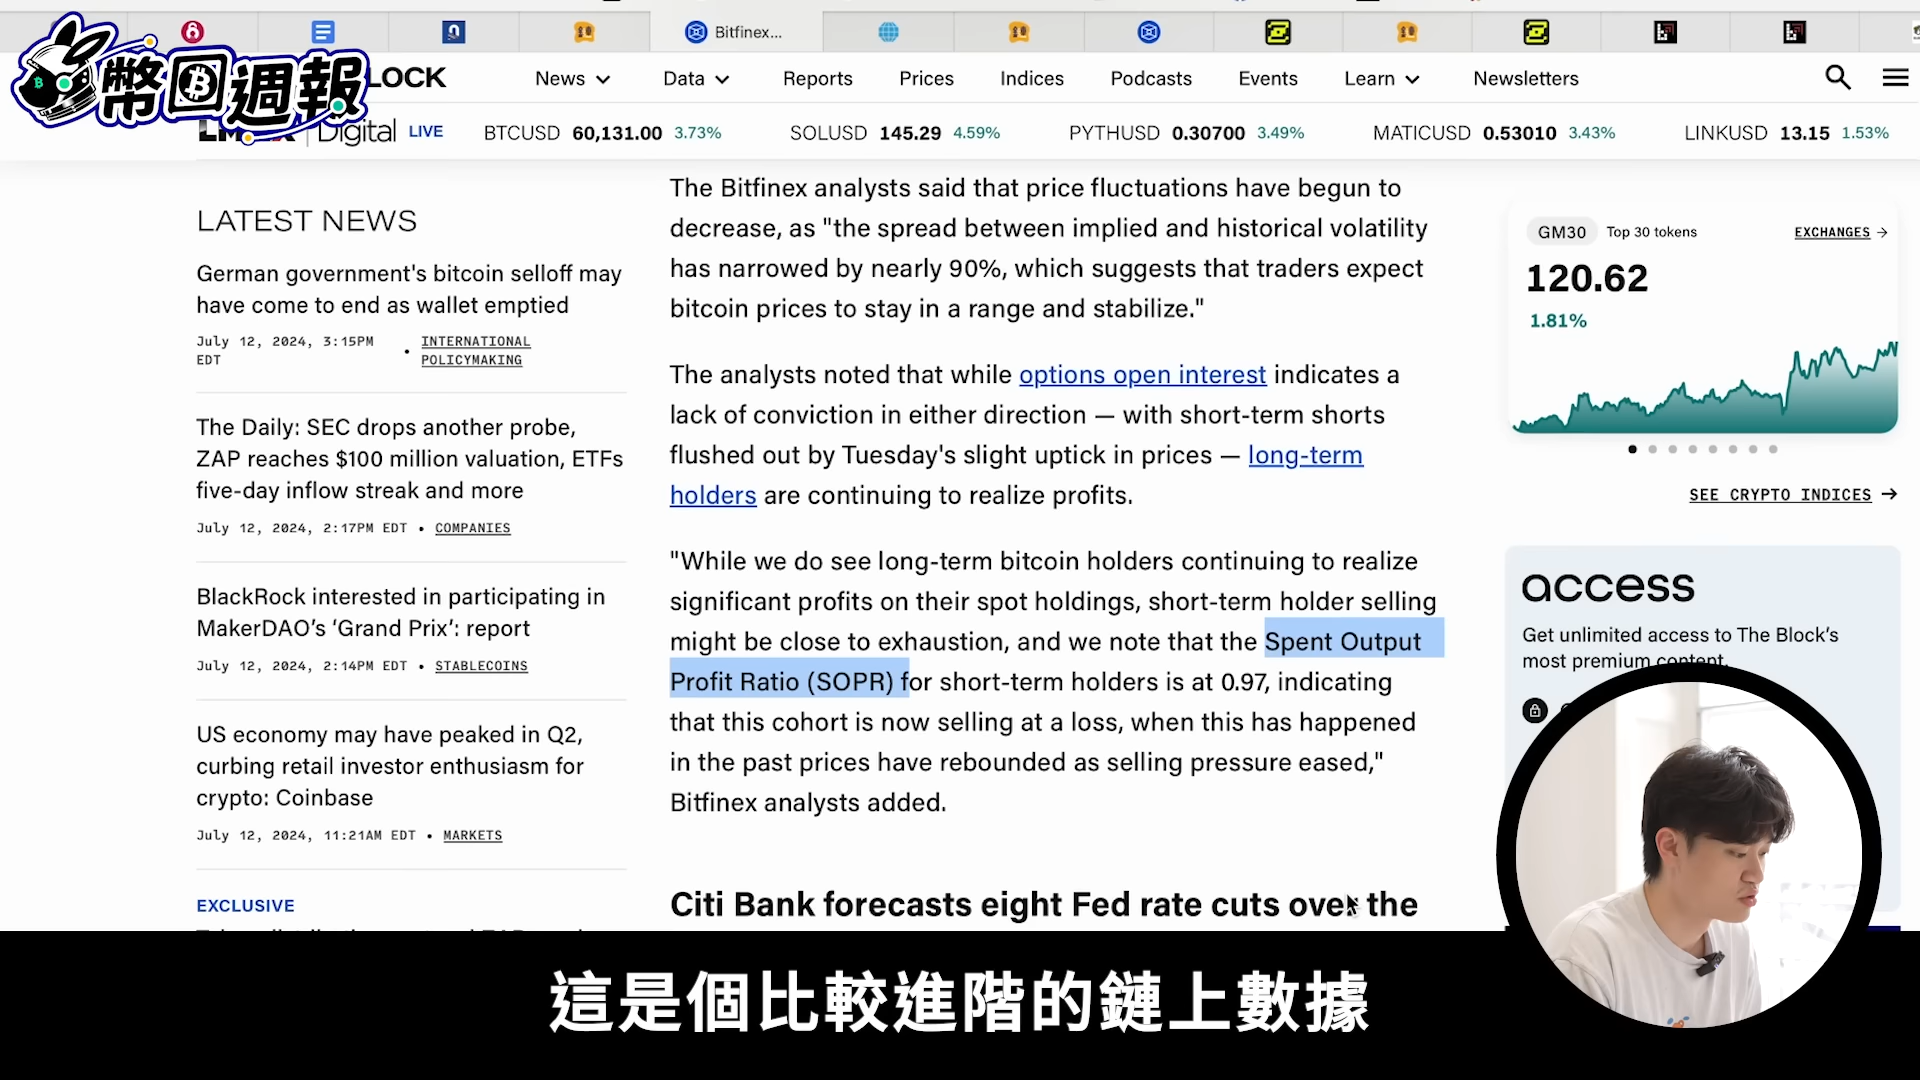 Bitfinex...
幣圈週報
LOCK
News
Data
Reports
Prices
Indices
Podcasts
Events
Learn
Newsletters
Digital
LIVE
BTCUSD 60,131.00 3.73%
SOLUSD 145.29 4.59%
PYTHUSD 0.30700 3.49%
MATICUSD 0.53010 3.43%
LINKUSD 13.15 1.53%
LATEST NEWS
German government's bitcoin selloff may
have come to end as wallet emptied
July 12, 2024, 3:15PM
EDT
• INTERNATIONAL
POLICYMAKING
The Daily: SEC drops another probe,
ZAP reaches $100 million valuation, ETFs
five-day inflow streak and more
July 12, 2024, 2:17PM EDT • COMPANIES
BlackRock interested in participating in
MakerDAO’s ‘Grand Prix’: report
July 12, 2024, 2:14PM EDT • STABLECOINS
US economy may have peaked in Q2,
curbing retail investor enthusiasm for
crypto: Coinbase
July 12, 2024, 11:21AM EDT • MARKETS
EXCLUSIVE
The Bitfinex analysts said that price fluctuations have begun to
decrease, as "the spread between implied and historical volatility
has narrowed by nearly 90%, which suggests that traders expect
bitcoin prices to stay in a range and stabilize."
The analysts noted that while options open interest indicates a
lack of conviction in either direction — with short-term shorts
flushed out by Tuesday's slight uptick in prices — long-term
holders are continuing to realize profits.
"While we do see long-term bitcoin holders continuing to realize
significant profits on their spot holdings, short-term holder selling
might be close to exhaustion, and we note that the Spent Output
Profit Ratio (SOPR) for short-term holders is at 0.97, indicating
that this cohort is now selling at a loss, when this has happened
in the past prices have rebounded as selling pressure eased,"
Bitfinex analysts added.
Citi Bank forecasts eight Fed rate cuts over the
GM30 Top 30 tokens
EXCHANGES →
120.62
1.81%
SEE CRYPTO INDICES →
access
Get unlimited access to The Block’s
most premium content.
這是個比較進階的鏈上數據